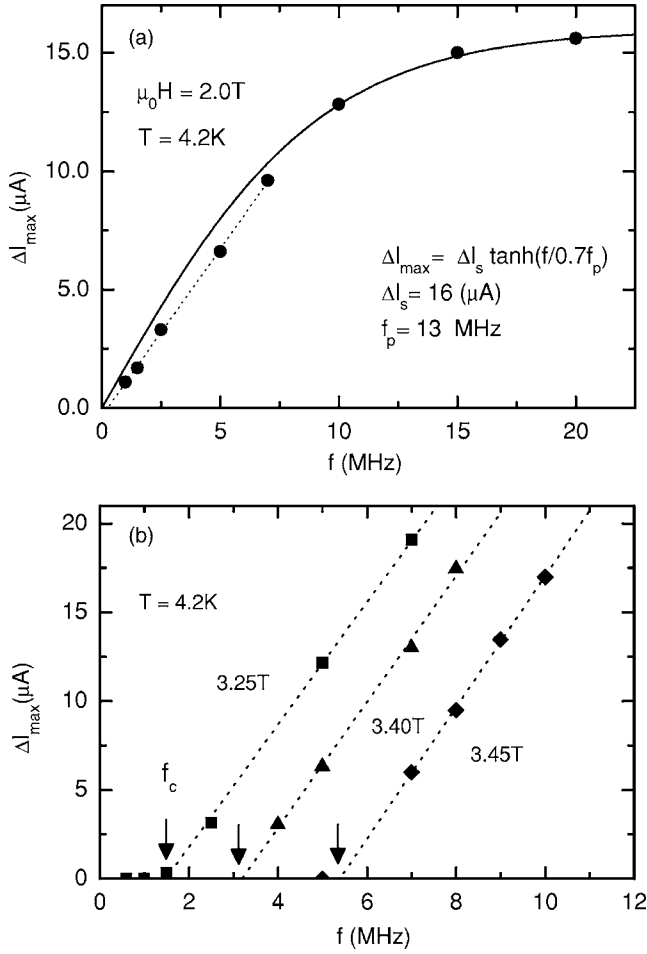 (a)
μ₀H = 2.0T
T = 4.2K
ΔIₘₐₓ= ΔIₛ tanh(f/0.7fₚ)
ΔIₛ= 16 (μA)
fₚ= 13 MHz
15.0
10.0
5.0
0.0
ΔIₘₐₓ (μA)
0 5 10 15 20
f (MHz)
(b)
T = 4.2K
3.25T
3.40T
3.45T
f_c
20
15
10
5
0
ΔIₘₐₓ (μA)
0 2 4 6 8 10 12
f (MHz)